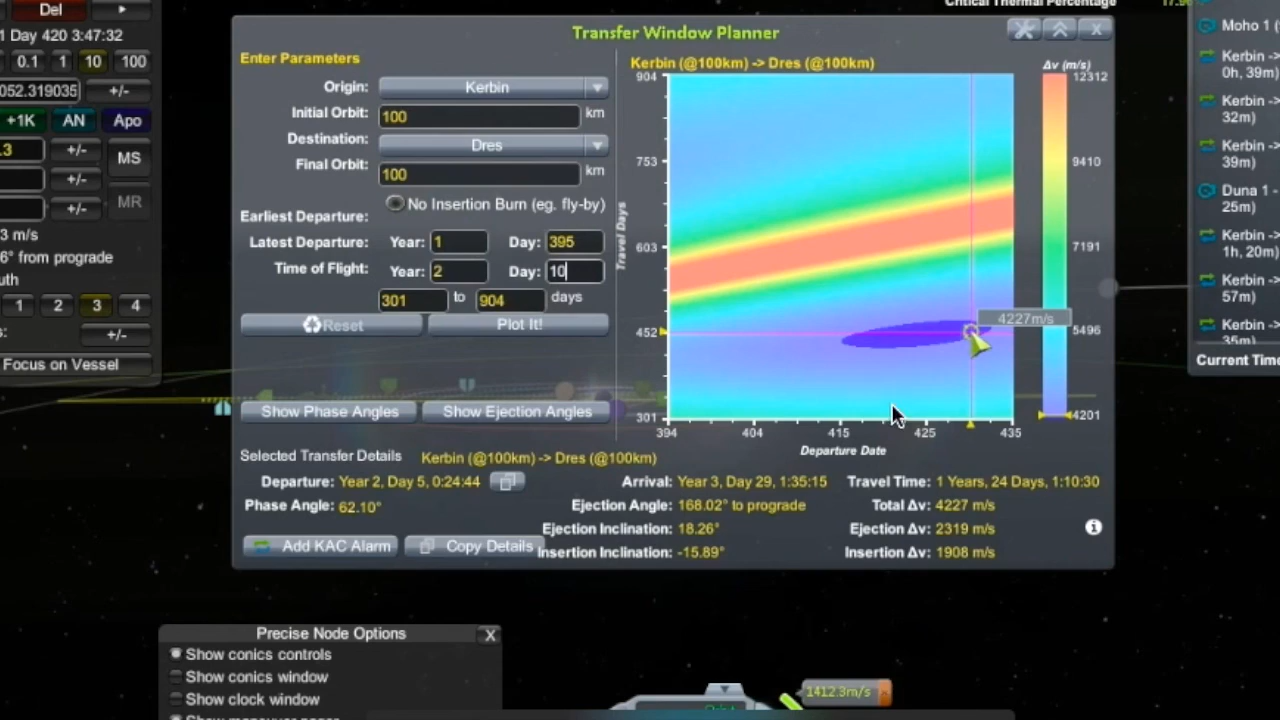 Critical Thermal Percentage
Del
1 Day 420 3:47:32
0.1 1 10 100
052.319035 +/-
+1K AN Apo
.3 +/- MS
+/-
+/- MR
3 m/s
6° from prograde
uth
1 2 3 4
s: +/-
Focus on Vessel
Transfer Window Planner
X
Enter Parameters
Origin: Kerbin
Initial Orbit: 100 km
Destination: Dres
Final Orbit: 100 km
No Insertion Burn (eg. fly-by)
Earliest Departure:
Latest Departure: Year: 1 Day: 395
Time of Flight: Year: 2 Day: 10
301 to 904 days
Reset Plot It!
Show Phase Angles Show Ejection Angles
Kerbin (@100km) -> Dres (@100km)
Δv (m/s)
904
753
603
452
301
Travel Days
394 404 415 425 435
Departure Date
4227m/s
12312
9410
7191
5496
4201
Selected Transfer Details Kerbin (@100km) -> Dres (@100km)
Departure: Year 2, Day 5, 0:24:44 Arrival: Year 3, Day 29, 1:35:15 Travel Time: 1 Years, 24 Days, 1:10:30
Phase Angle: 62.10° Ejection Angle: 168.02° to prograde Total Δv: 4227 m/s
Ejection Inclination: 18.26° Ejection Δv: 2319 m/s
Add KAC Alarm Copy Details Insertion Inclination: -15.89° Insertion Δv: 1908 m/s
Moho 1 (
Kerbin ->
0h, 39m)
Kerbin ->
32m)
Kerbin ->
39m)
Duna 1 -
25m)
Kerbin ->
1h, 20m)
Kerbin ->
57m)
Kerbin ->
35m)
Current Time
Precise Node Options X
Show conics controls
Show conics window
Show clock window
1412.3m/s